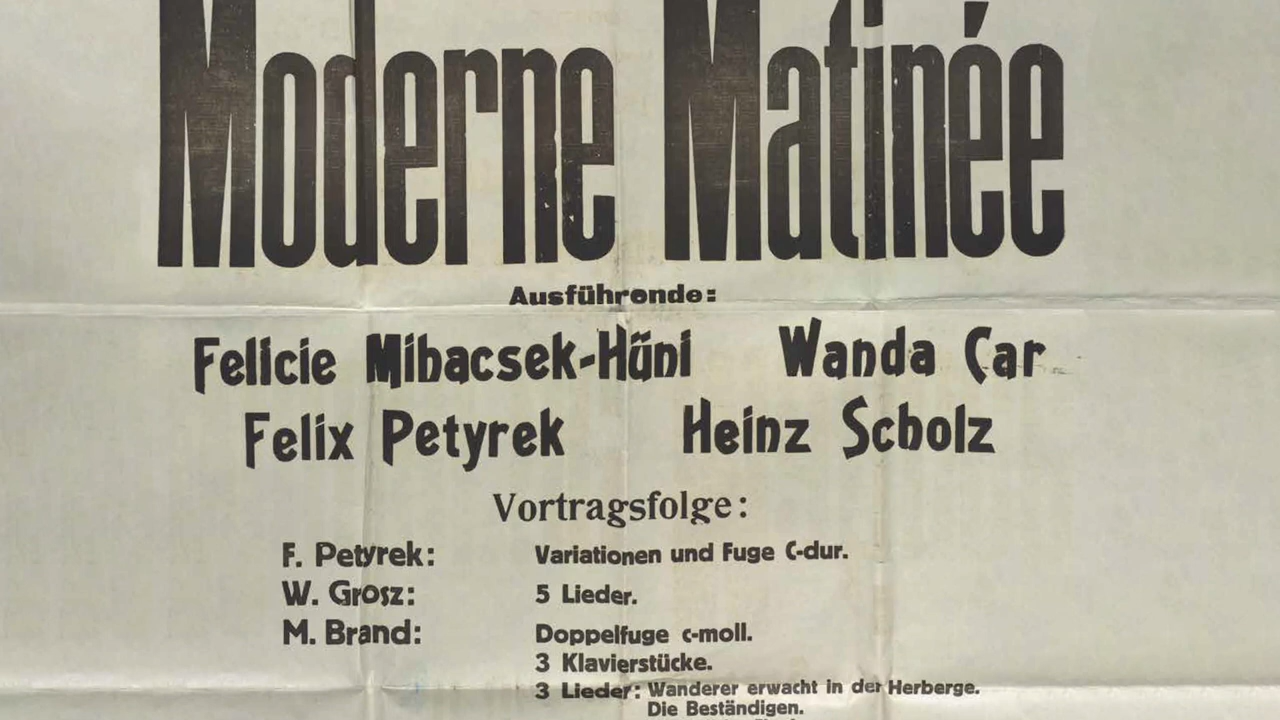 Moderne Matinée
Ausführende:
Felicie Mihacsek-Hüni Wanda Car
Felix Petyrek Heinz Scholz
Vortragsfolge:
F. Petyrek: Variationen und Fuge C-dur.
W. Grosz: 5 Lieder.
M. Brand: Doppelfuge c-moll.
3 Klavierstücke.
3 Lieder: Wanderer erwacht in der Herberge.
Die Beständigen.